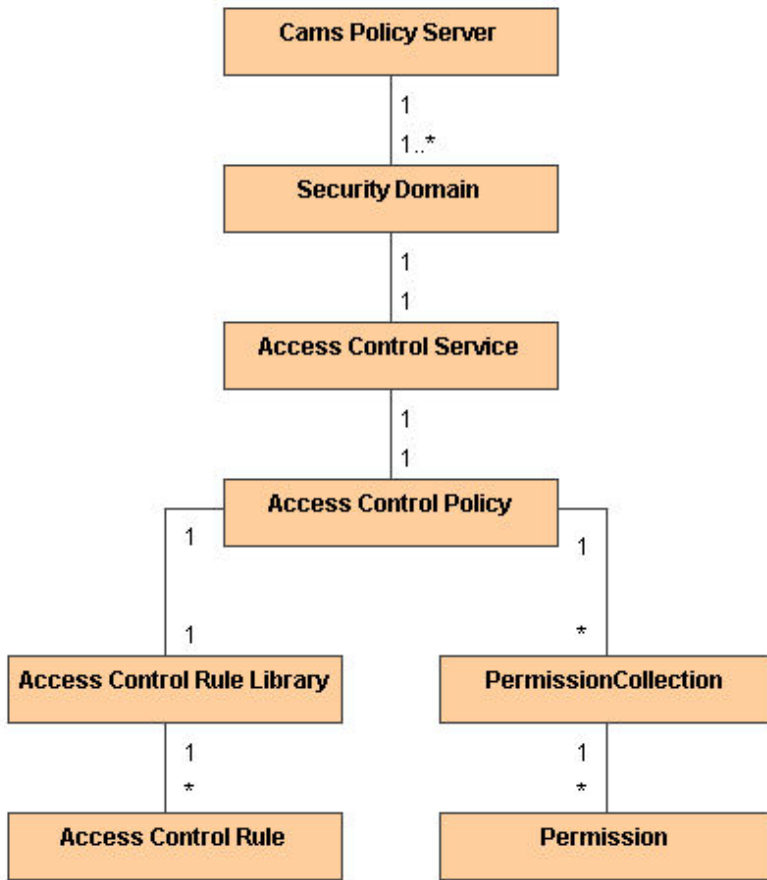 Cams Policy Server
1
1..*
Security Domain
1
1
Access Control Service
1
1
Access Control Policy
1
1
1
*
Access Control Rule Library
PermissionCollection
1
1
*
*
Access Control Rule
Permission